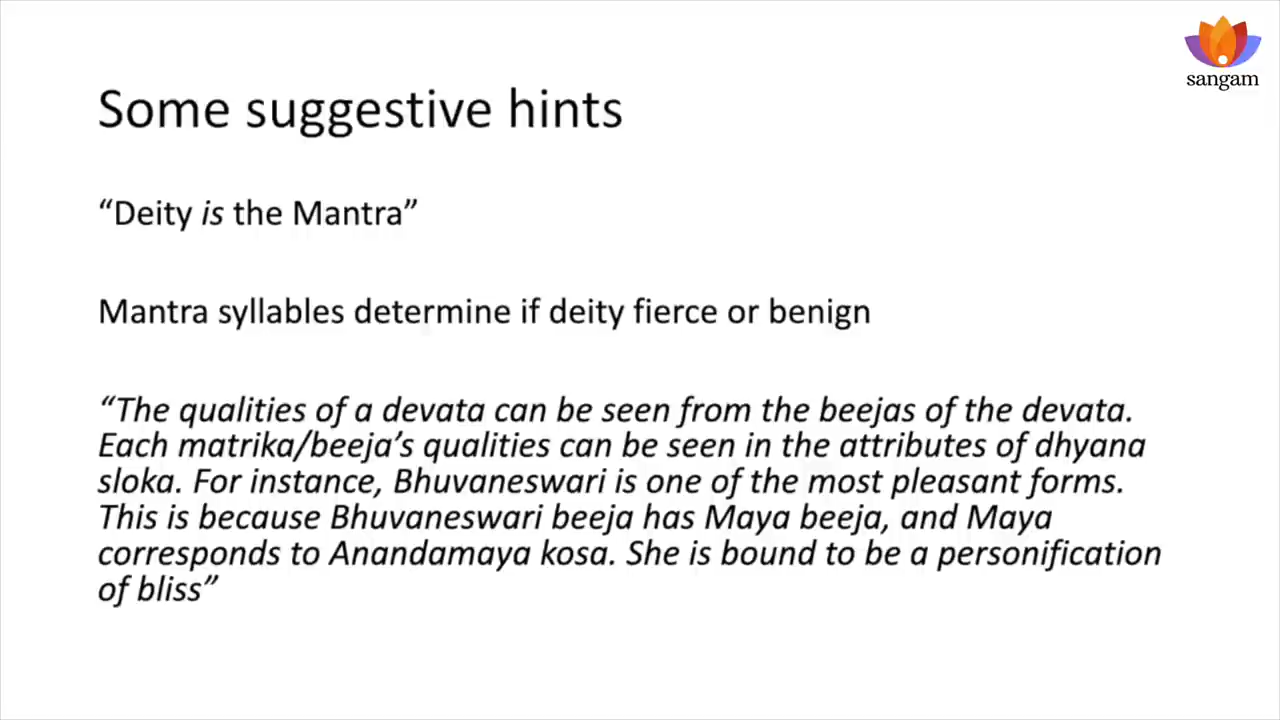 sangam
Some suggestive hints
“Deity is the Mantra”
Mantra syllables determine if deity fierce or benign
“The qualities of a devata can be seen from the beejas of the devata.
Each matrika/beeja’s qualities can be seen in the attributes of dhyana
sloka. For instance, Bhuvaneswari is one of the most pleasant forms.
This is because Bhuvaneswari beeja has Maya beeja, and Maya
corresponds to Anandamaya kosa. She is bound to be a personification
of bliss”